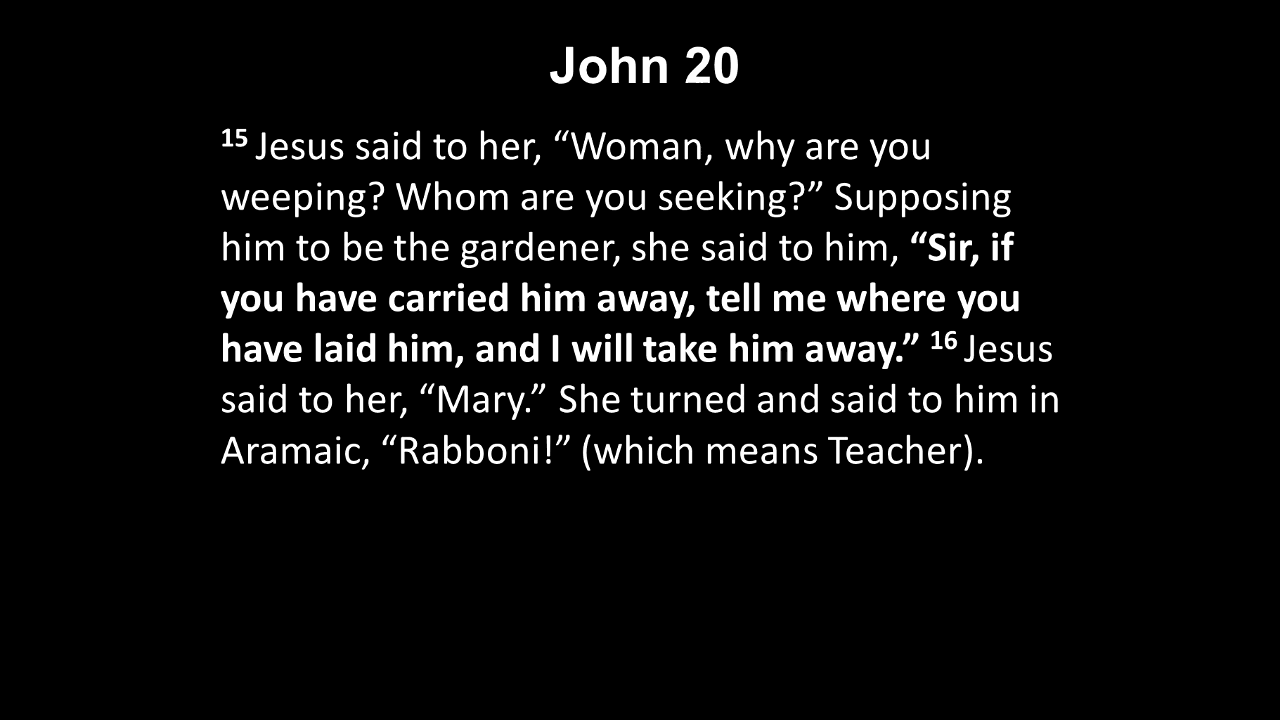 John 20
15 Jesus said to her, “Woman, why are you
weeping? Whom are you seeking?” Supposing
him to be the gardener, she said to him, “Sir, if
you have carried him away, tell me where you
have laid him, and I will take him away.” 16 Jesus
said to her, “Mary.” She turned and said to him in
Aramaic, “Rabboni!” (which means Teacher).